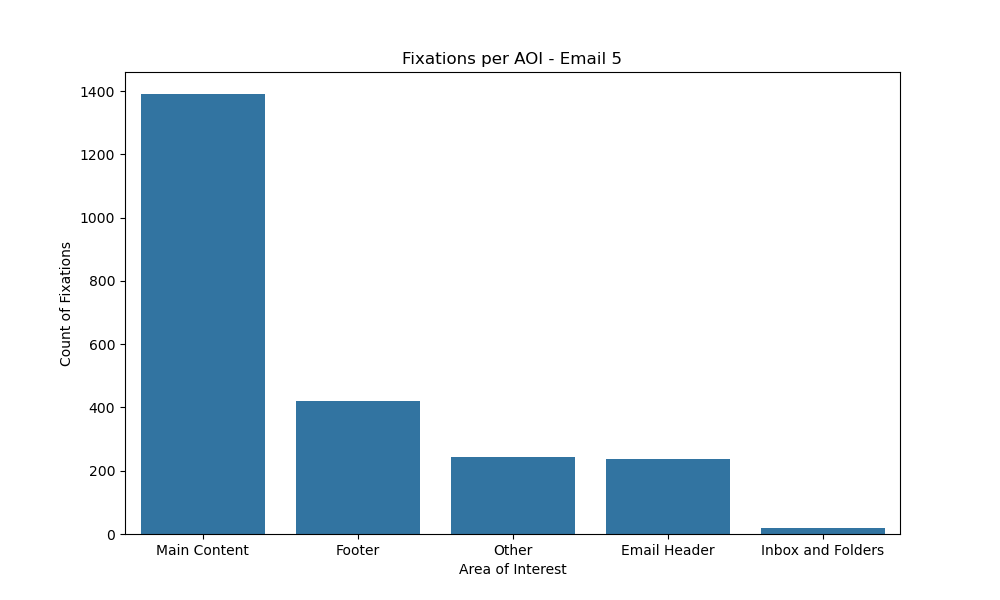 Fixations per AOI - Email 5
1400
1200
1000
800
600
400
200
0
Count of Fixations
Main Content
Footer
Other
Email Header
Inbox and Folders
Area of Interest